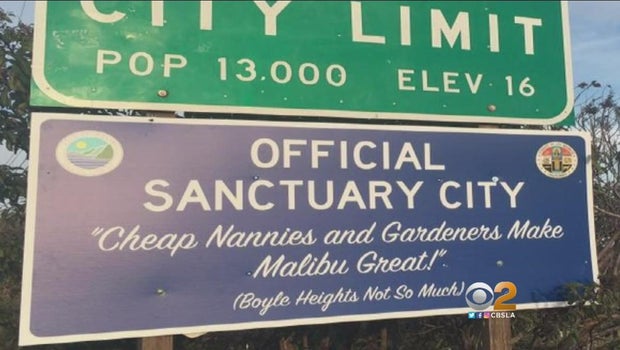 CITY LIMIT
POP 13,000 ELEV 16
OFFICIAL
SANCTUARY CITY
"Cheap Nannies and Gardeners Make
Malibu Great!"
(Boyle Heights Not So Much)
2
CBSLA